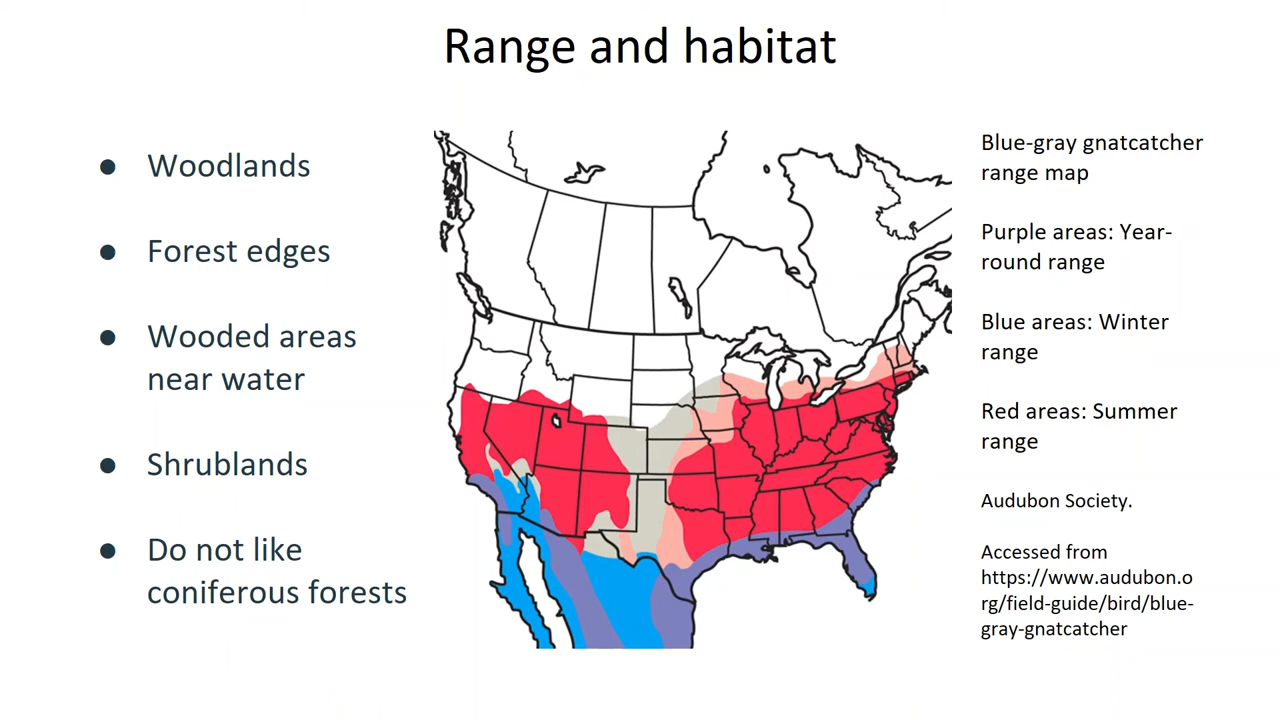 Range and habitat
● Woodlands
● Forest edges
● Wooded areas
near water
● Shrublands
● Do not like
coniferous forests
Blue-gray gnatcatcher
range map
Purple areas: Year-
round range
Blue areas: Winter
range
Red areas: Summer
range
Audubon Society.
Accessed from
https://www.audubon.o
rg/field-guide/bird/blue-
gray-gnatcatcher